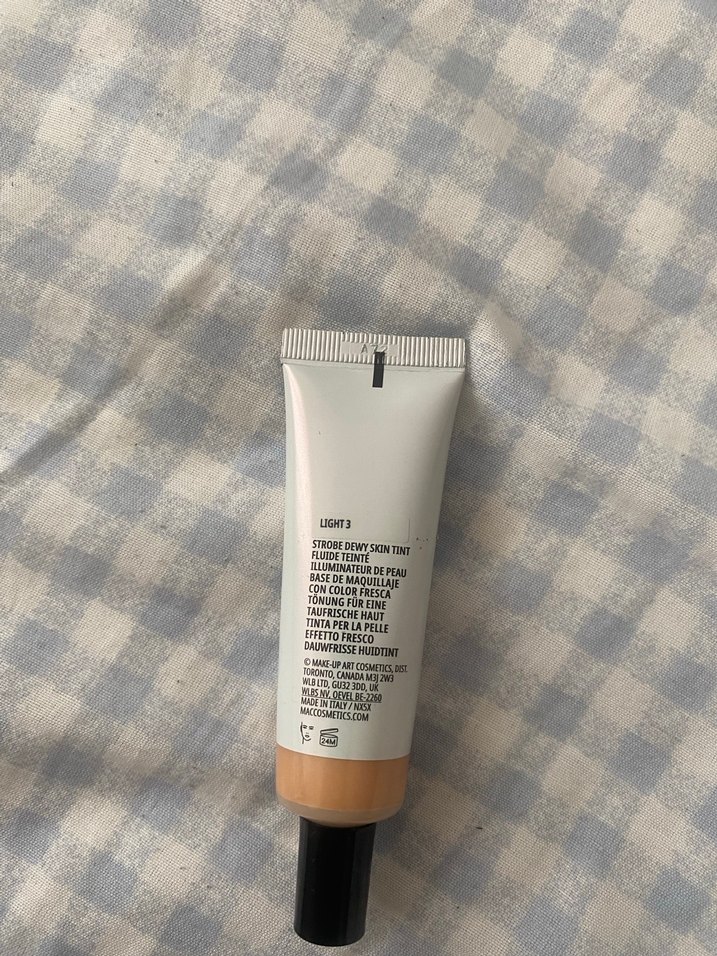 LIGHT 3
STROBE DEWY SKIN TINT
FLUIDE TEINTÉ
ILLUMINATEUR DE PEAU
BASE DE MAQUILLAJE
CON COLOR FRESCA
TÖNUNG FÜR EINE
TAUFRISCHE HAUT
TINTA PER LA PELLE
EFFETTO FRESCO
DAUWFRISSE HUIDTINT
© MAKE-UP ART COSMETICS, DIST.
TORONTO, CANADA M3J 2W3
WLB LTD, GU32 3DD, UK
WLBS NV, OEVEL BE-2260
MADE IN ITALY / NXSX
MACCOSMETICS.COM
24M